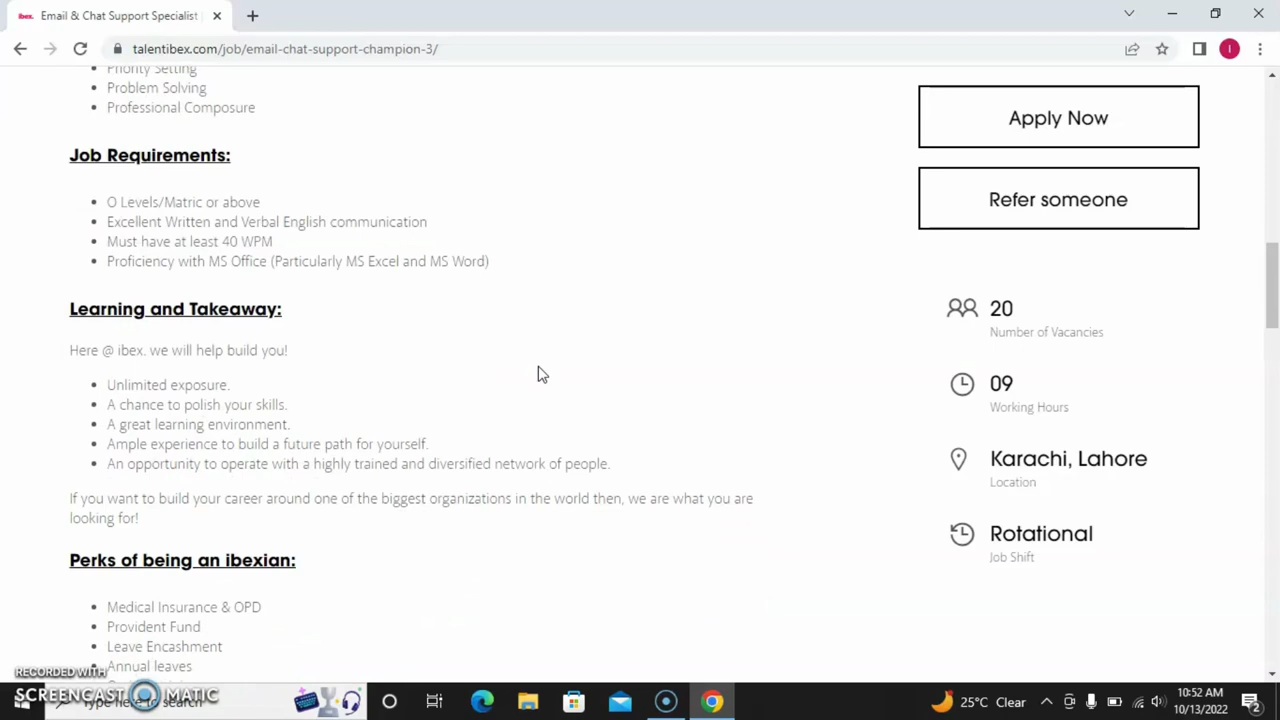 ibex. Email & Chat Support Specialist |
talentibex.com/job/email-chat-support-champion-3/
I
Priority Setting
Problem Solving
Professional Composure
Job Requirements:
O Levels/Matric or above
Excellent Written and Verbal English communication
Must have at least 40 WPM
Proficiency with MS Office (Particularly MS Excel and MS Word)
Learning and Takeaway:
Here @ ibex. we will help build you!
Unlimited exposure.
A chance to polish your skills.
A great learning environment.
Ample experience to build a future path for yourself.
An opportunity to operate with a highly trained and diversified network of people.
If you want to build your career around one of the biggest organizations in the world then, we are what you are
looking for!
Perks of being an ibexian:
Medical Insurance & OPD
Provident Fund
Leave Encashment
Annual leaves
Apply Now
Refer someone
20
Number of Vacancies
09
Working Hours
Karachi, Lahore
Location
Rotational
Job Shift
RECORDED WITH
SCREENCAST MATIC
Type here to search
25°C Clear
10:52 AM
10/13/2022
2